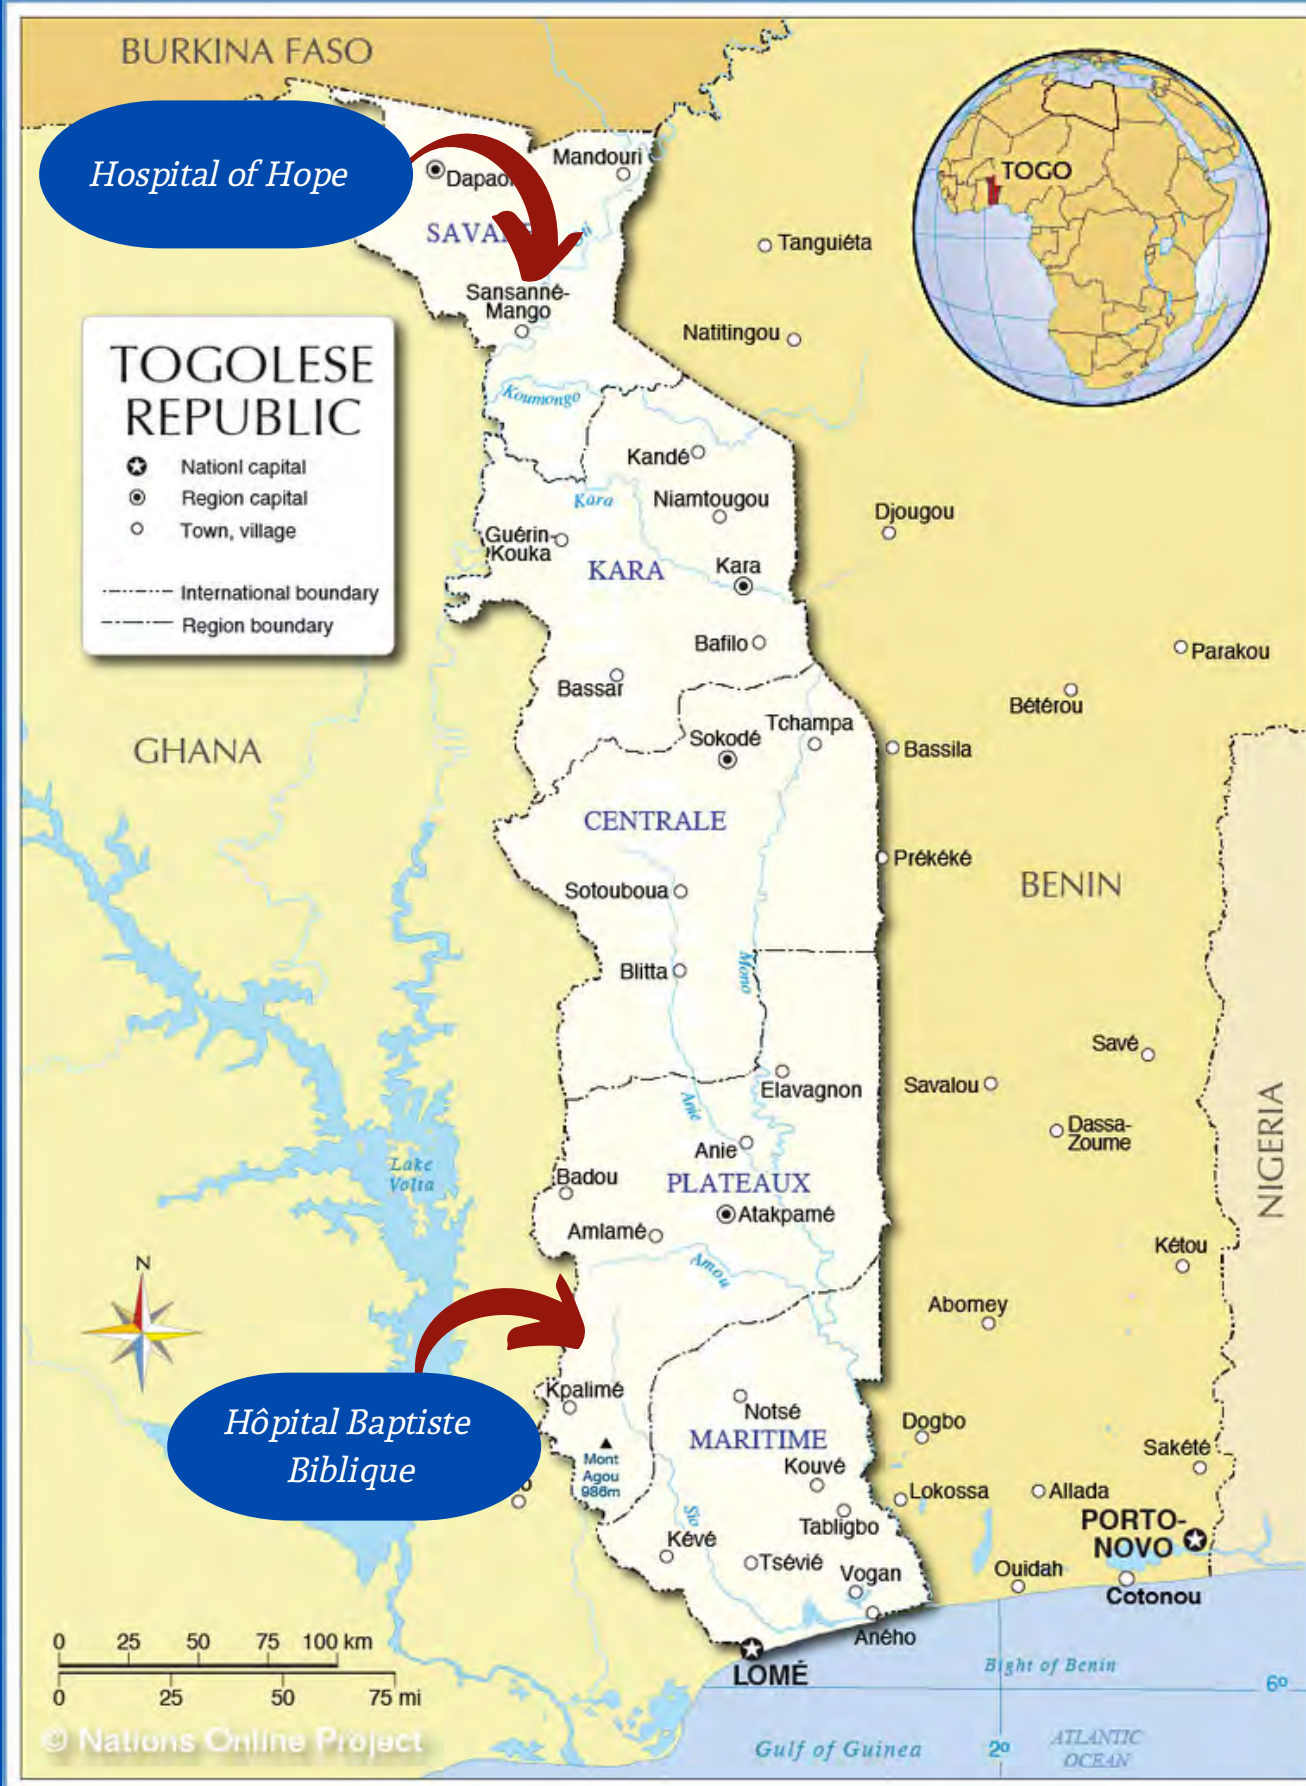 BURKINA FASO
Hospital of Hope
Dapao
Mandouri
SAVA
Sansanné-
Mango
Tanguiéta
Natitingou
TOGO
TOGOLESE
REPUBLIC
Nationl capital
Region capital
Town, village
International boundary
Region boundary
Koumongo
Kandé
Kara
Niamtougou
Guérin-
Kouka
KARA
Kara
Djougou
Bafilo
Bassar
Parakou
Bétérou
GHANA
Sokodé
Tchampa
Bassila
CENTRALE
Prékéké
Sotouboua
BENIN
Blitta
Mono
Savé
Elavagnon
Savalou
Anie
Dassa-
Zoume
NIGERIA
Anie
Lake
Volta
Badou
PLATEAUX
Atakpamé
Amlamé
Amou
Kétou
N
Abomey
Kpalimé
Hôpital Baptiste
Biblique
Notsé
MARITIME
Dogbo
Mont
Agou
986m
Kouvé
Sakété
Lokossa
Allada
Sio
Tabligbo
PORTO-
NOVO
Kévé
Tsévié
Vogan
Ouidah
Cotonou
Aného
LOMÉ
0 25 50 75 100 km
0 25 50 75 mi
Bight of Benin
6º
© Nations Online Project
Gulf of Guinea
2º
ATLANTIC
OCEAN